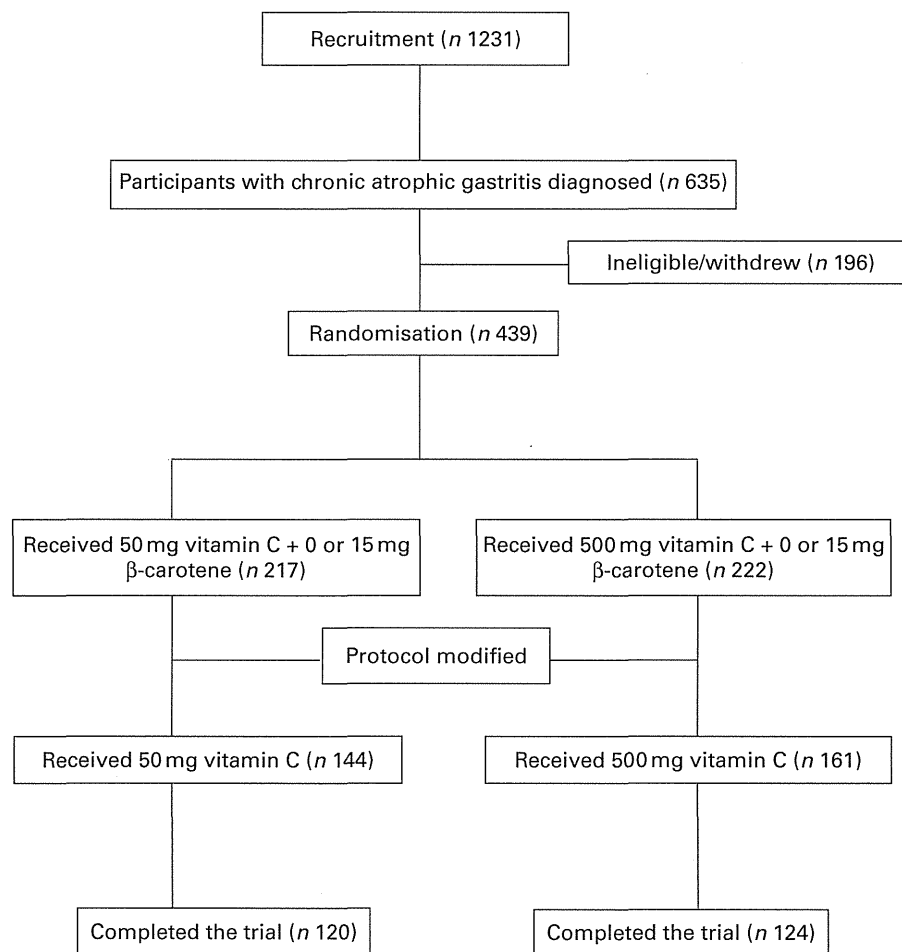 Recruitment (n 1231)
Participants with chronic atrophic gastritis diagnosed (n 635)
Ineligible/withdrew (n 196)
Randomisation (n 439)
Received 50 mg vitamin C + 0 or 15 mg
β-carotene (n 217)
Received 500 mg vitamin C + 0 or 15 mg
β-carotene (n 222)
Protocol modified
Received 50 mg vitamin C (n 144)
Received 500 mg vitamin C (n 161)
Completed the trial (n 120)
Completed the trial (n 124)